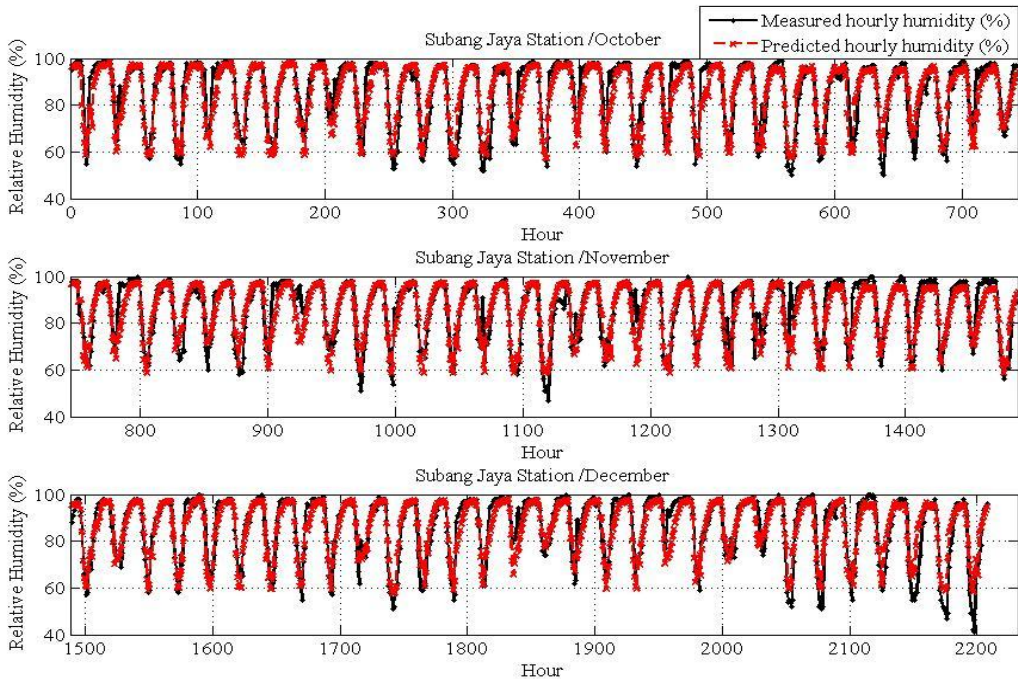 Measured hourly humidity (%)
Predicted hourly humidity (%)
Subang Jaya Station /October
Relative Humidity (%)
100
80
60
40
0 100 200 300 400 500 600 700
Hour
Subang Jaya Station /November
Relative Humidity (%)
100
80
60
40
800 900 1000 1100 1200 1300 1400
Hour
Subang Jaya Station /December
Relative Humidity (%)
100
80
60
40
1500 1600 1700 1800 1900 2000 2100 2200
Hour